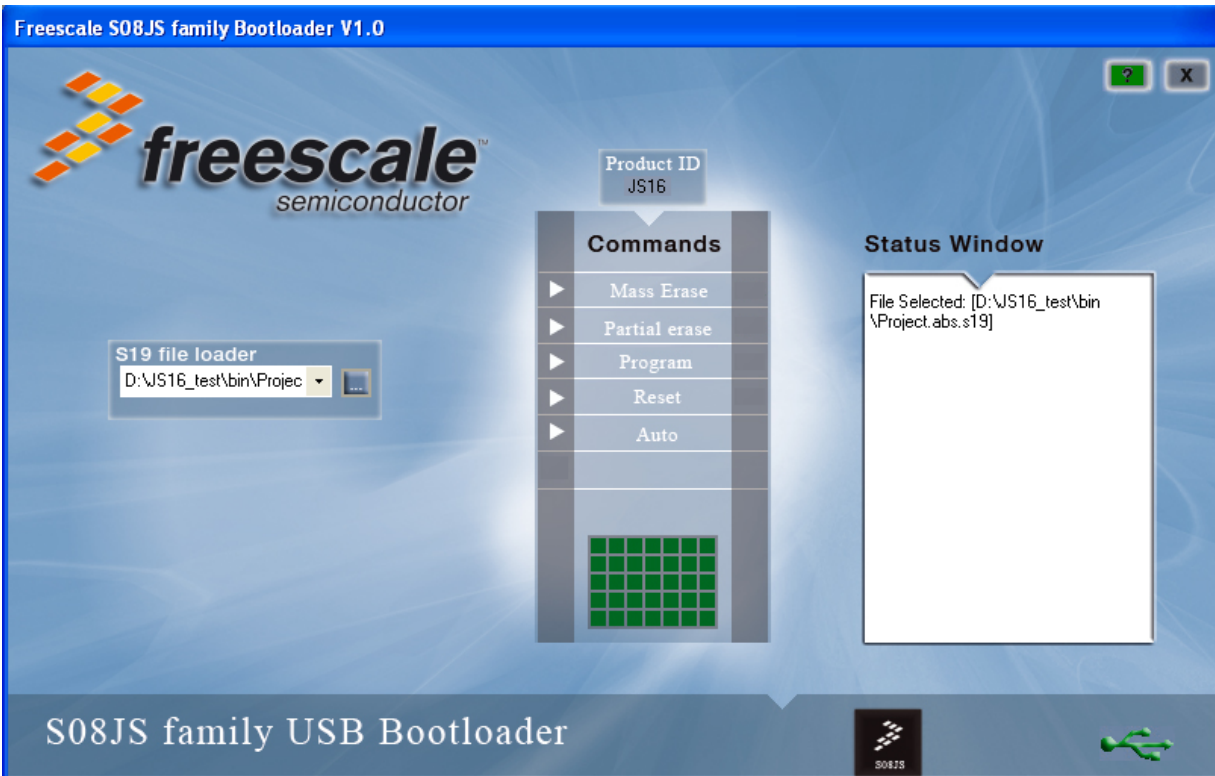 Freescale S08JS family Bootloader V1.0
? X
freescale™
semiconductor
Product ID
JS16
Commands
Mass Erase
Partial erase
Program
Reset
Auto
S19 file loader
D:\JS16_test\bin\Projec
...
Status Window
File Selected: [D:\JS16_test\bin
\Project.abs.s19]
S08JS family USB Bootloader
S08JS